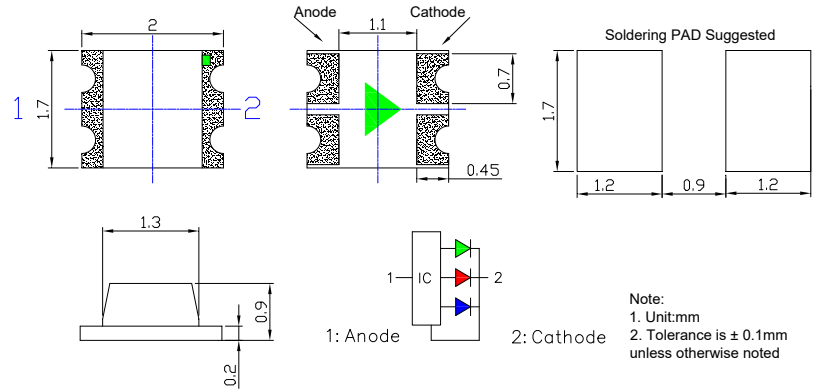 2
1.7
1
2
Anode
Cathode
1.1
0.7
0.45
Soldering PAD Suggested
1.7
1.2
0.9
1.2
1.3
0.9
0.2
1
IC
2
1: Anode
2: Cathode
Note:
1. Unit:mm
2. Tolerance is ± 0.1mm
unless otherwise noted